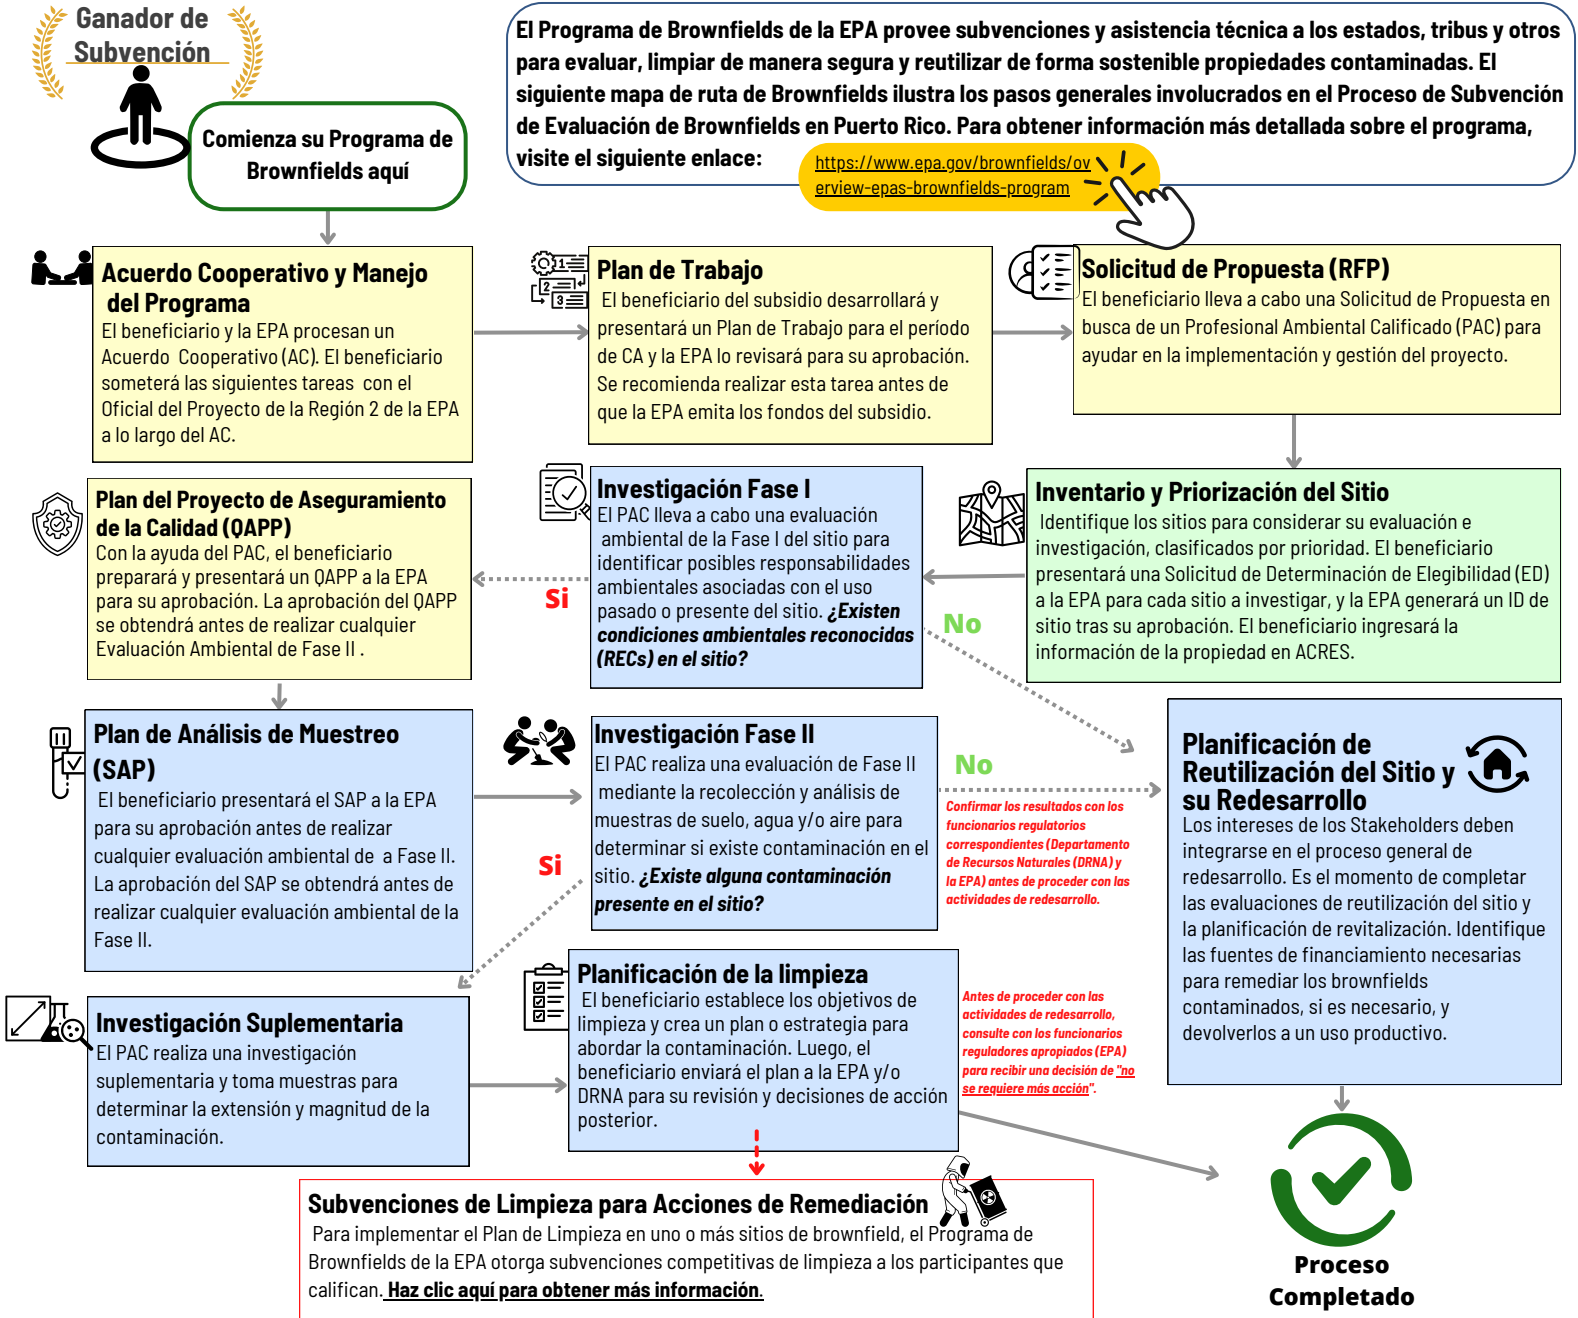 Ganador de
Subvención
Comienza su Programa de
Brownfields aquí
El Programa de Brownfields de la EPA provee subvenciones y asistencia técnica a los estados, tribus y otros
para evaluar, limpiar de manera segura y reutilizar de forma sostenible propiedades contaminadas. El
siguiente mapa de ruta de Brownfields ilustra los pasos generales involucrados en el Proceso de Subvención
de Evaluación de Brownfields en Puerto Rico. Para obtener información más detallada sobre el programa,
visite el siguiente enlace:
https://www.epa.gov/brownfields/ov
erview-epas-brownfields-program
Acuerdo Cooperativo y Manejo
del Programa
El beneficiario y la EPA procesan un
Acuerdo Cooperativo (AC). El beneficiario
someterá las siguientes tareas con el
Oficial del Proyecto de la Región 2 de la EPA
a lo largo del AC.
1
2
3
Plan de Trabajo
El beneficiario del subsidio desarrollará y
presentará un Plan de Trabajo para el período
de CA y la EPA lo revisará para su aprobación.
Se recomienda realizar esta tarea antes de
que la EPA emita los fondos del subsidio.
Solicitud de Propuesta (RFP)
El beneficiario lleva a cabo una Solicitud de Propuesta en
busca de un Profesional Ambiental Calificado (PAC) para
ayudar en la implementación y gestión del proyecto.
Inventario y Priorización del Sitio
Identifique los sitios para considerar su evaluación e
investigación, clasificados por prioridad. El beneficiario
presentará una Solicitud de Determinación de Elegibilidad (ED)
a la EPA para cada sitio a investigar, y la EPA generará un ID de
sitio tras su aprobación. El beneficiario ingresará la
información de la propiedad en ACRES.
Investigación Fase I
El PAC lleva a cabo una evaluación
ambiental de la Fase I del sitio para
identificar posibles responsabilidades
ambientales asociadas con el uso
pasado o presente del sitio. ¿Existen
condiciones ambientales reconocidas
(RECs) en el sitio?
Si
No
Plan del Proyecto de Aseguramiento
de la Calidad (QAPP)
Con la ayuda del PAC, el beneficiario
preparará y presentará un QAPP a la EPA
para su aprobación. La aprobación del QAPP
se obtendrá antes de realizar cualquier
Evaluación Ambiental de Fase II .
Plan de Análisis de Muestreo
(SAP)
El beneficiario presentará el SAP a la EPA
para su aprobación antes de realizar
cualquier evaluación ambiental de a Fase II.
La aprobación del SAP se obtendrá antes de
realizar cualquier evaluación ambiental de la
Fase II.
Investigación Fase II
El PAC realiza una evaluación de Fase II
mediante la recolección y análisis de
muestras de suelo, agua y/o aire para
determinar si existe contaminación en el
sitio. ¿Existe alguna contaminación
presente en el sitio?
Si
No
Confirmar los resultados con los
funcionarios regulatorios
correspondientes (Departamento
de Recursos Naturales (DRNA) y
la EPA) antes de proceder con las
actividades de redesarrollo.
Planificación de
Reutilización del Sitio y
su Redesarrollo
Los intereses de los Stakeholders deben
integrarse en el proceso general de
redesarrollo. Es el momento de completar
las evaluaciones de reutilización del sitio y
la planificación de revitalización. Identifique
las fuentes de financiamiento necesarias
para remediar los brownfields
contaminados, si es necesario, y
devolverlos a un uso productivo.
Investigación Suplementaria
El PAC realiza una investigación
suplementaria y toma muestras para
determinar la extensión y magnitud de la
contaminación.
Planificación de la limpieza
El beneficiario establece los objetivos de
limpieza y crea un plan o estrategia para
abordar la contaminación. Luego, el
beneficiario enviará el plan a la EPA y/o
DRNA para su revisión y decisiones de acción
posterior.
Antes de proceder con las
actividades de redesarrollo,
consulte con los funcionarios
reguladores apropiados (EPA)
para recibir una decisión de "no
se requiere más acción".
Subvenciones de Limpieza para Acciones de Remediación
Para implementar el Plan de Limpieza en uno o más sitios de brownfield, el Programa de
Brownfields de la EPA otorga subvenciones competitivas de limpieza a los participantes que
califican. Haz clic aquí para obtener más información.
Proceso
Completado